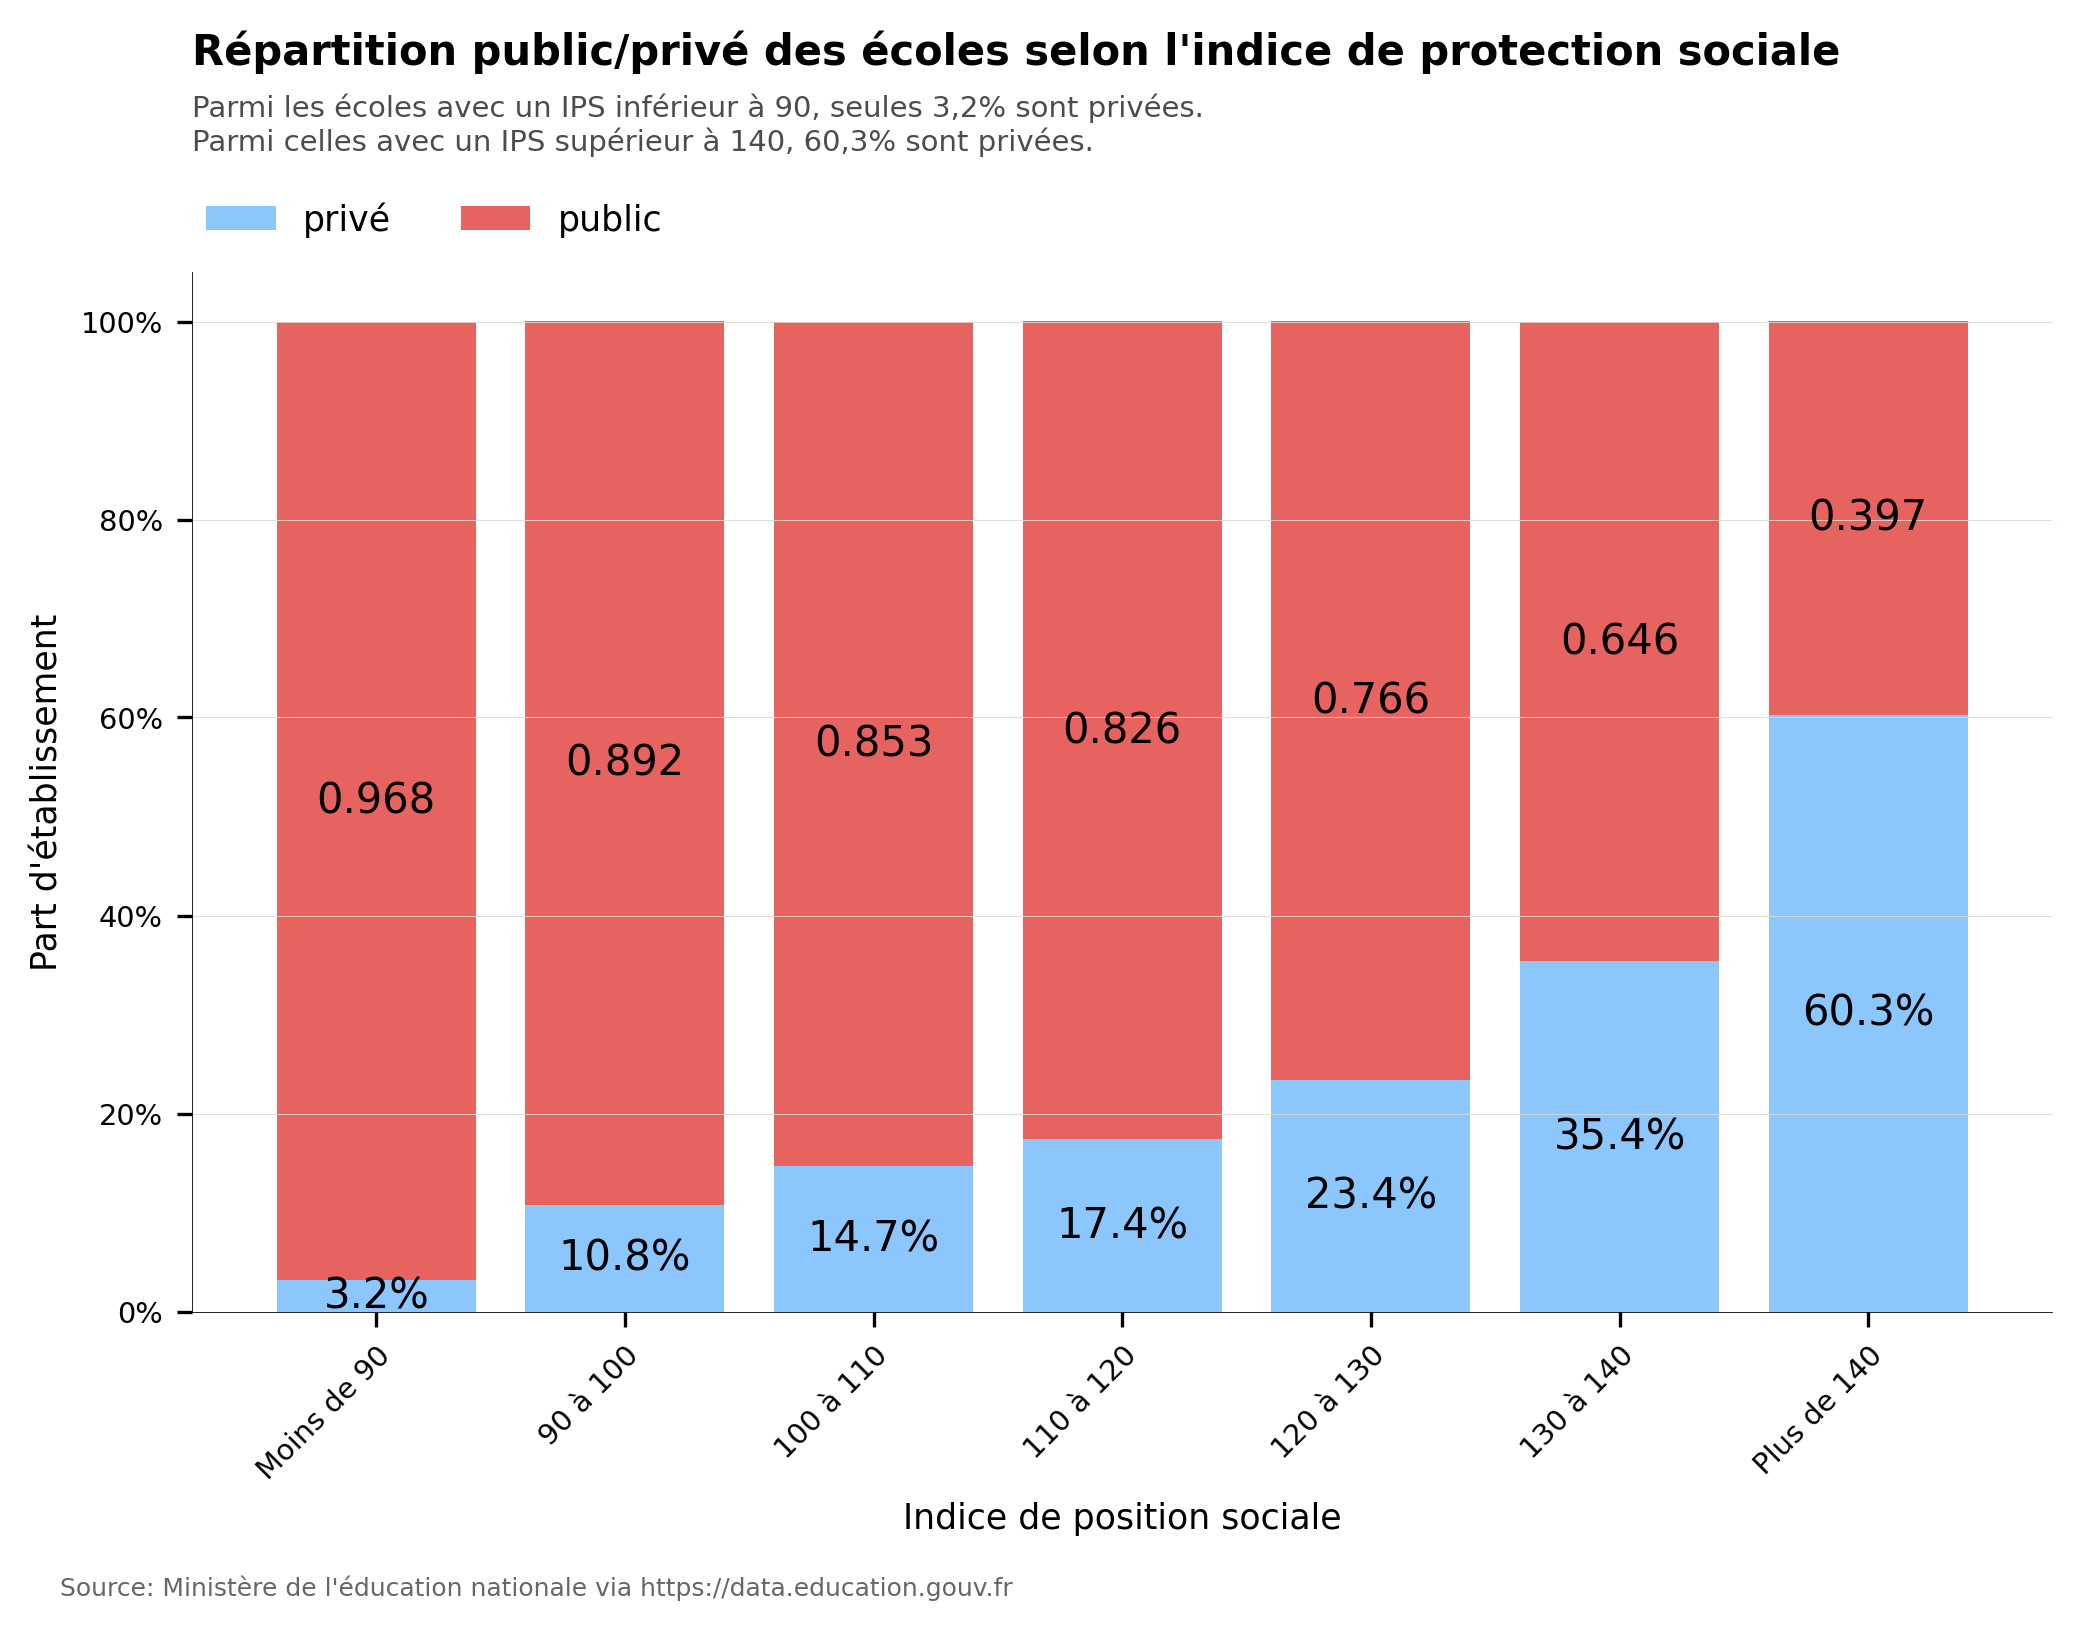 Répartition public/privé des écoles selon l'indice de protection sociale
Parmi les écoles avec un IPS inférieur à 90, seules 3,2% sont privées.
Parmi celles avec un IPS supérieur à 140, 60,3% sont privées.
privé
public
Part d'établissement
100%
80%
60%
40%
20%
0%
0.968
0.892
0.853
0.826
0.766
0.646
0.397
3.2%
10.8%
14.7%
17.4%
23.4%
35.4%
60.3%
Moins de 90
90 à 100
100 à 110
110 à 120
120 à 130
130 à 140
Plus de 140
Indice de position sociale
Source: Ministère de l'éducation nationale via https://data.education.gouv.fr